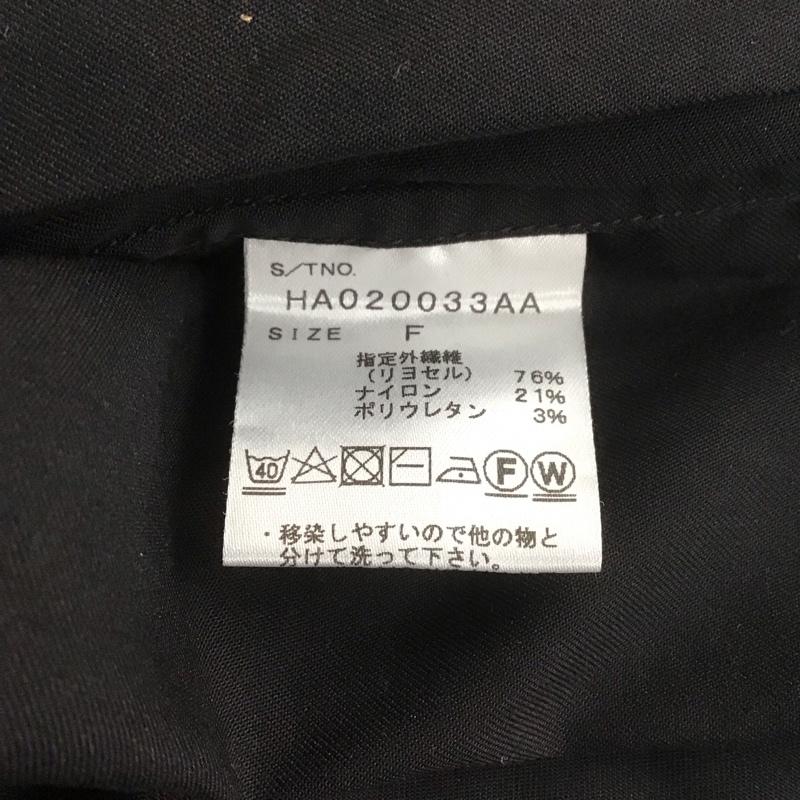 S/TNO.
HA020033AA
SIZE F
指定外繊維
(リヨセル) 76%
ナイロン 21%
ポリウレタン 3%
40 F W
・移染しやすいので他の物と
分けて洗って下さい。